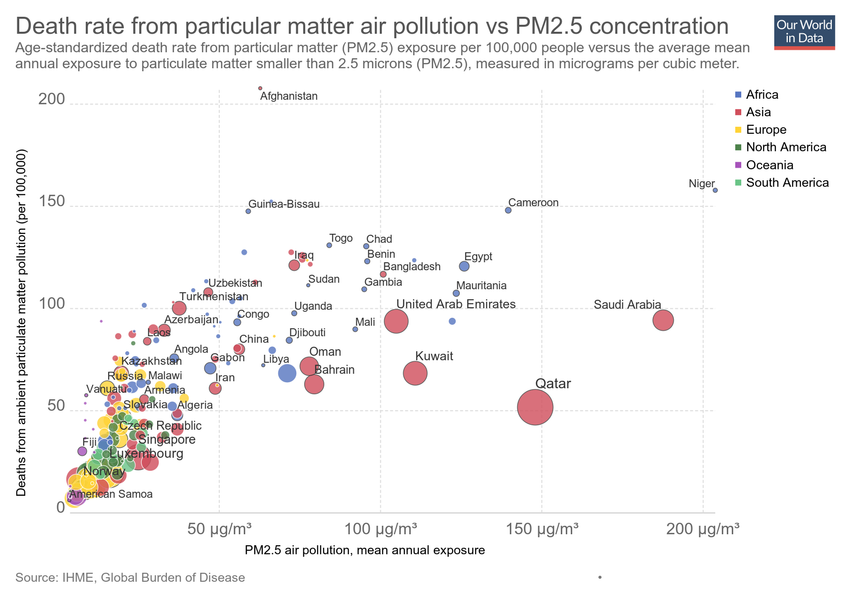 Death rate from particular matter air pollution vs PM2.5 concentration
Our World
in Data
Age-standardized death rate from particular matter (PM2.5) exposure per 100,000 people versus the average mean
annual exposure to particulate matter smaller than 2.5 microns (PM2.5), measured in micrograms per cubic meter.
Deaths from ambient particulate matter pollution (per 100,000)
200
Afghanistan
Africa
Asia
Europe
North America
Oceania
South America
Niger
150
Guinea-Bissau
Cameroon
Togo
Chad
Iraq
Benin
Egypt
Bangladesh
Uzbekistan
Sudan
Gambia
Mauritania
Turkmenistan
100
Uganda
United Arab Emirates
Saudi Arabia
Azerbaijan
Congo
Mali
Laos
China
Djibouti
Angola
Gabon
Libya
Oman
Kuwait
Kazakhstan
Russia
Malawi
Iran
Bahrain
Vanuatu
Armenia
Qatar
50
Slovakia
Algeria
Czech Republic
Fiji
Singapore
Luxembourg
Norway
American Samoa
0
50 µg/m³
100 µg/m³
150 µg/m³
200 µg/m³
PM2.5 air pollution, mean annual exposure
Source: IHME, Global Burden of Disease